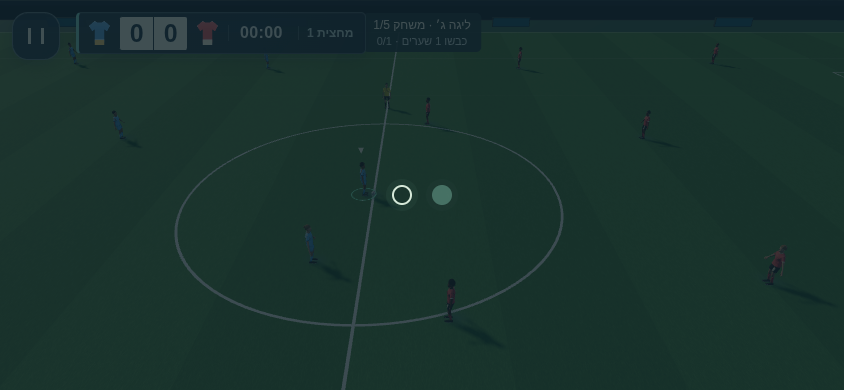 0 0
00:00
מחצית 1
ליגה ג׳ · משחק 1/5
כבשו 1 שערים · 0/1